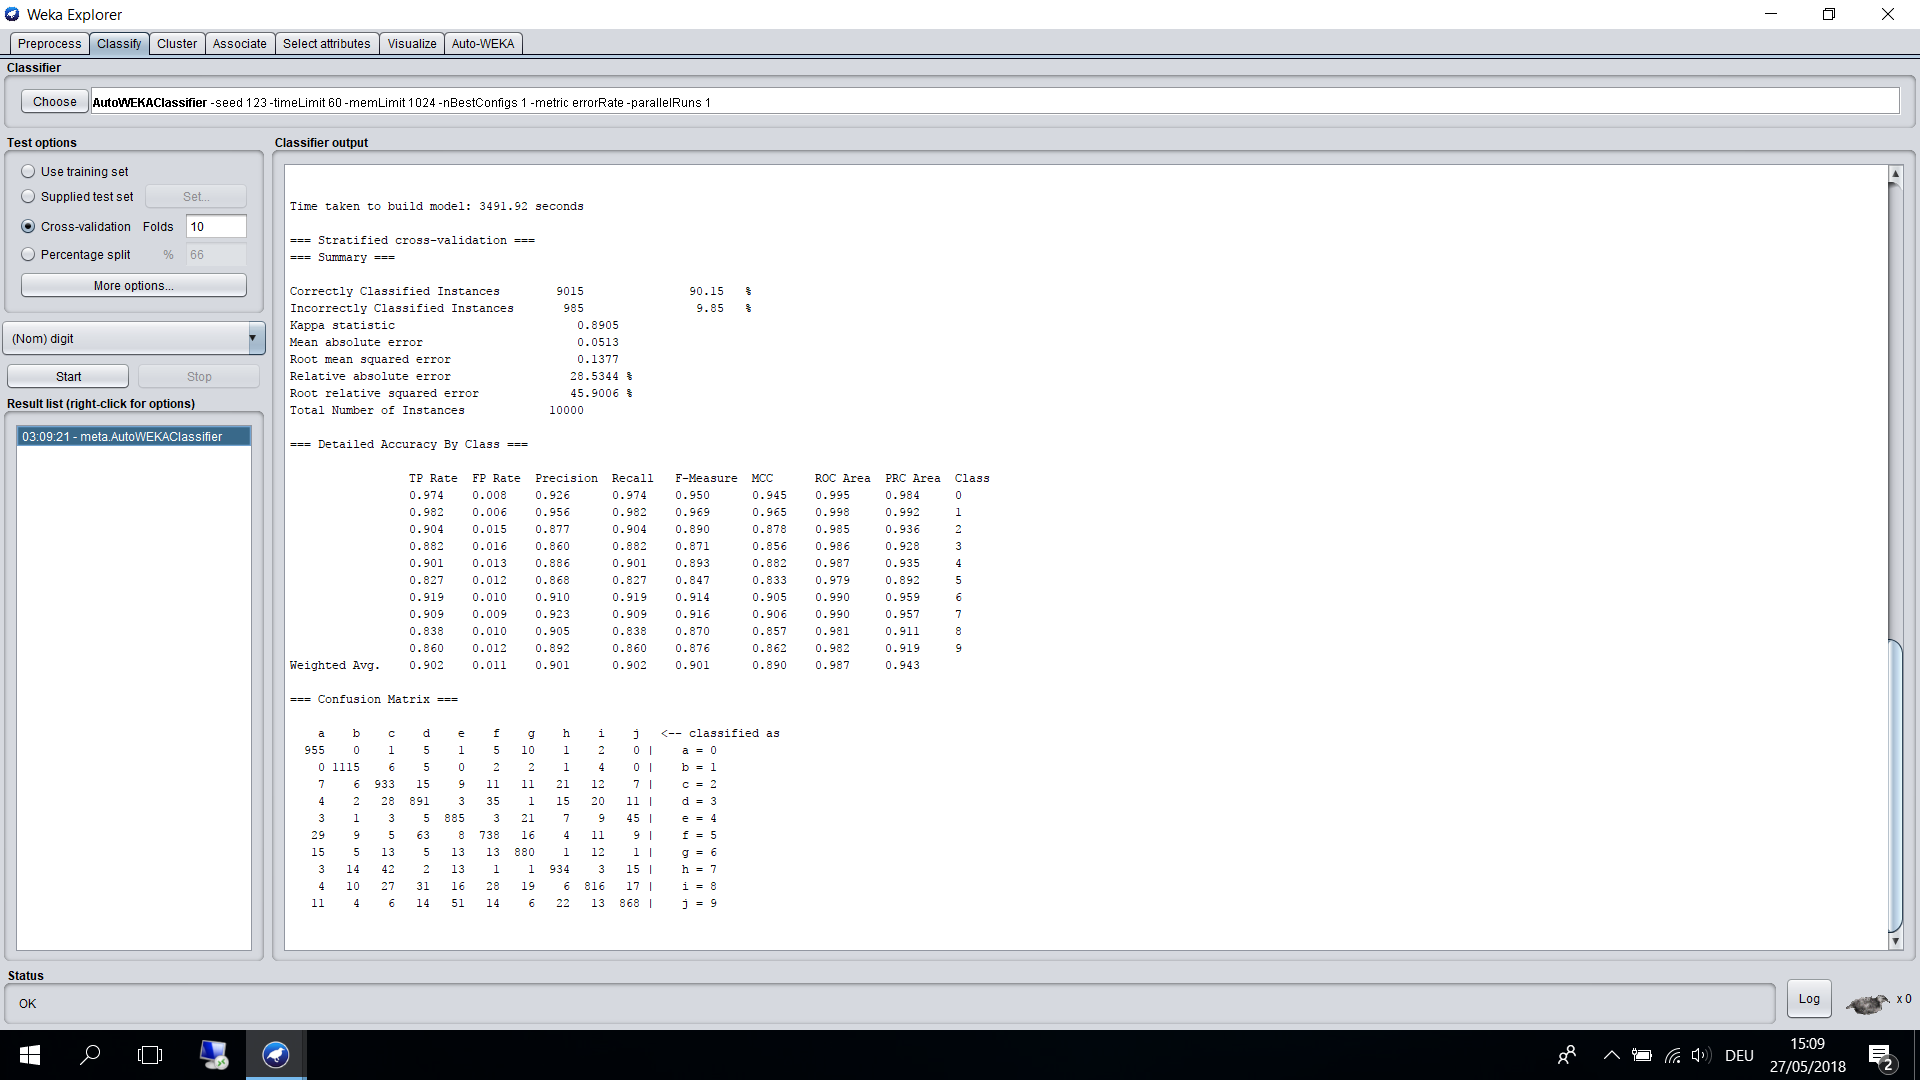 Weka Explorer
Preprocess Classify Cluster Associate Select attributes Visualize Auto-WEKA
Classifier
Choose AutoWEKAClassifier -seed 123 -timeLimit 60 -memLimit 1024 -nBestConfigs 1 -metric errorRate -parallelRuns 1
Test options
Use training set
Supplied test set Set...
Cross-validation Folds 10
Percentage split % 66
More options...
(Nom) digit
Start Stop
Result list (right-click for options)
03:09:21 - meta.AutoWEKAClassifier
Classifier output
Time taken to build model: 3491.92 seconds
=== Stratified cross-validation ===
=== Summary ===
Correctly Classified Instances 9015 90.15 %
Incorrectly Classified Instances 985 9.85 %
Kappa statistic 0.8905
Mean absolute error 0.0513
Root mean squared error 0.1377
Relative absolute error 28.5344 %
Root relative squared error 45.9006 %
Total Number of Instances 10000
=== Detailed Accuracy By Class ===
TP Rate FP Rate Precision Recall F-Measure MCC ROC Area PRC Area Class
0.974 0.008 0.926 0.974 0.950 0.945 0.995 0.984 0
0.982 0.006 0.956 0.982 0.969 0.965 0.998 0.992 1
0.904 0.015 0.877 0.904 0.890 0.878 0.985 0.936 2
0.882 0.016 0.860 0.882 0.871 0.856 0.986 0.928 3
0.901 0.013 0.886 0.901 0.893 0.882 0.987 0.935 4
0.827 0.012 0.868 0.827 0.847 0.833 0.979 0.892 5
0.919 0.010 0.910 0.919 0.914 0.905 0.990 0.959 6
0.909 0.009 0.923 0.909 0.916 0.906 0.990 0.957 7
0.838 0.010 0.905 0.838 0.870 0.857 0.981 0.911 8
0.860 0.012 0.892 0.860 0.876 0.862 0.982 0.919 9
Weighted Avg. 0.902 0.011 0.901 0.902 0.901 0.890 0.987 0.943
=== Confusion Matrix ===
a b c d e f g h i j <-- classified as
955 0 1 5 1 5 10 1 2 0 | a = 0
0 1115 6 5 0 2 2 1 4 0 | b = 1
7 6 933 15 9 11 11 21 12 7 | c = 2
4 2 28 891 3 35 1 15 20 11 | d = 3
3 1 3 5 885 3 21 7 9 45 | e = 4
29 9 5 63 8 738 16 4 11 9 | f = 5
15 5 13 5 13 13 880 1 12 1 | g = 6
3 14 42 2 13 1 1 934 3 15 | h = 7
4 10 27 31 16 28 19 6 816 17 | i = 8
11 4 6 14 51 14 6 22 13 868 | j = 9
Status
OK
Log
x 0
DEU
15:09
27/05/2018
2